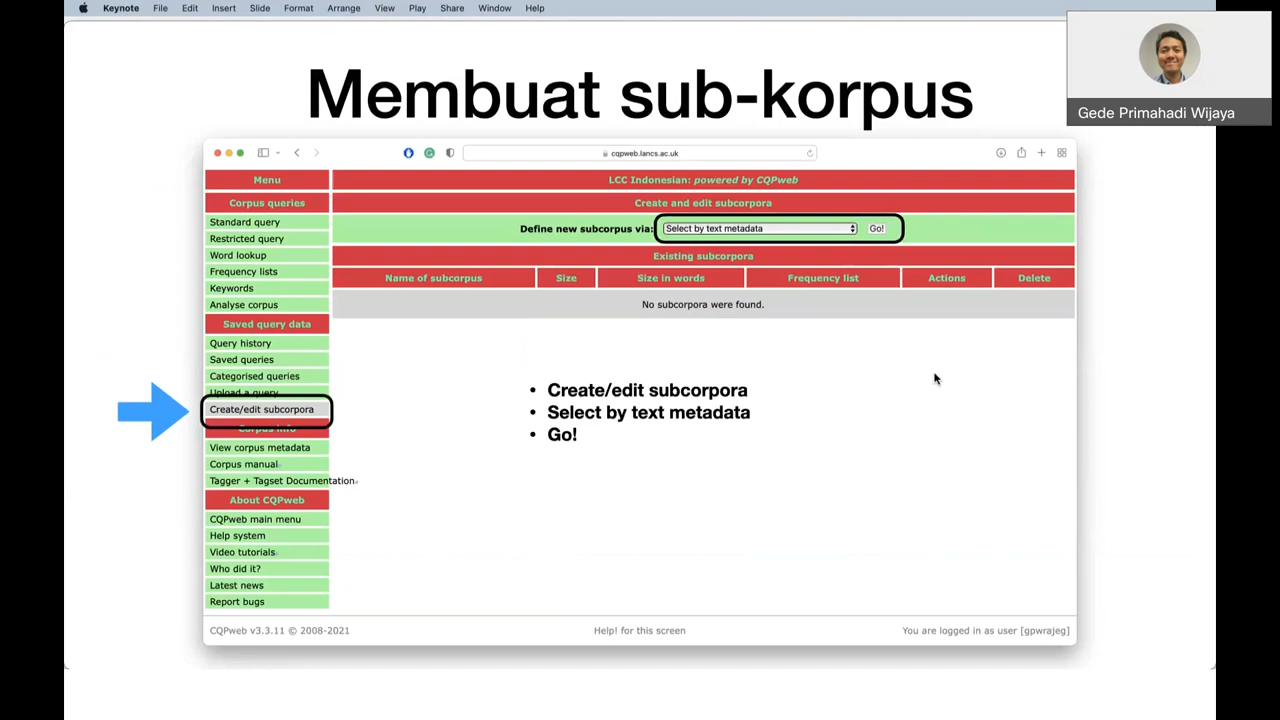 Keynote File Edit Insert Slide Format Arrange View Play Share Window Help
Gede Primahadi Wijaya
Membuat sub-korpus
cqpweb.lancs.ac.uk
Menu
Corpus queries
Standard query
Restricted query
Word lookup
Frequency lists
Keywords
Analyse corpus
Saved query data
Query history
Saved queries
Categorised queries
Upload a query
Create/edit subcorpora
Corpus info
View corpus metadata
Corpus manual
Tagger + Tagset Documentation
About CQPweb
CQPweb main menu
Help system
Video tutorials
Who did it?
Latest news
Report bugs
LCC Indonesian: powered by CQPweb
Create and edit subcorpora
Define new subcorpus via: Select by text metadata Go!
Existing subcorpora
Name of subcorpus Size Size in words Frequency list Actions Delete
No subcorpora were found.
• Create/edit subcorpora
• Select by text metadata
• Go!
CQPweb v3.3.11 © 2008-2021 Help! for this screen You are logged in as user [gpwrajeg]